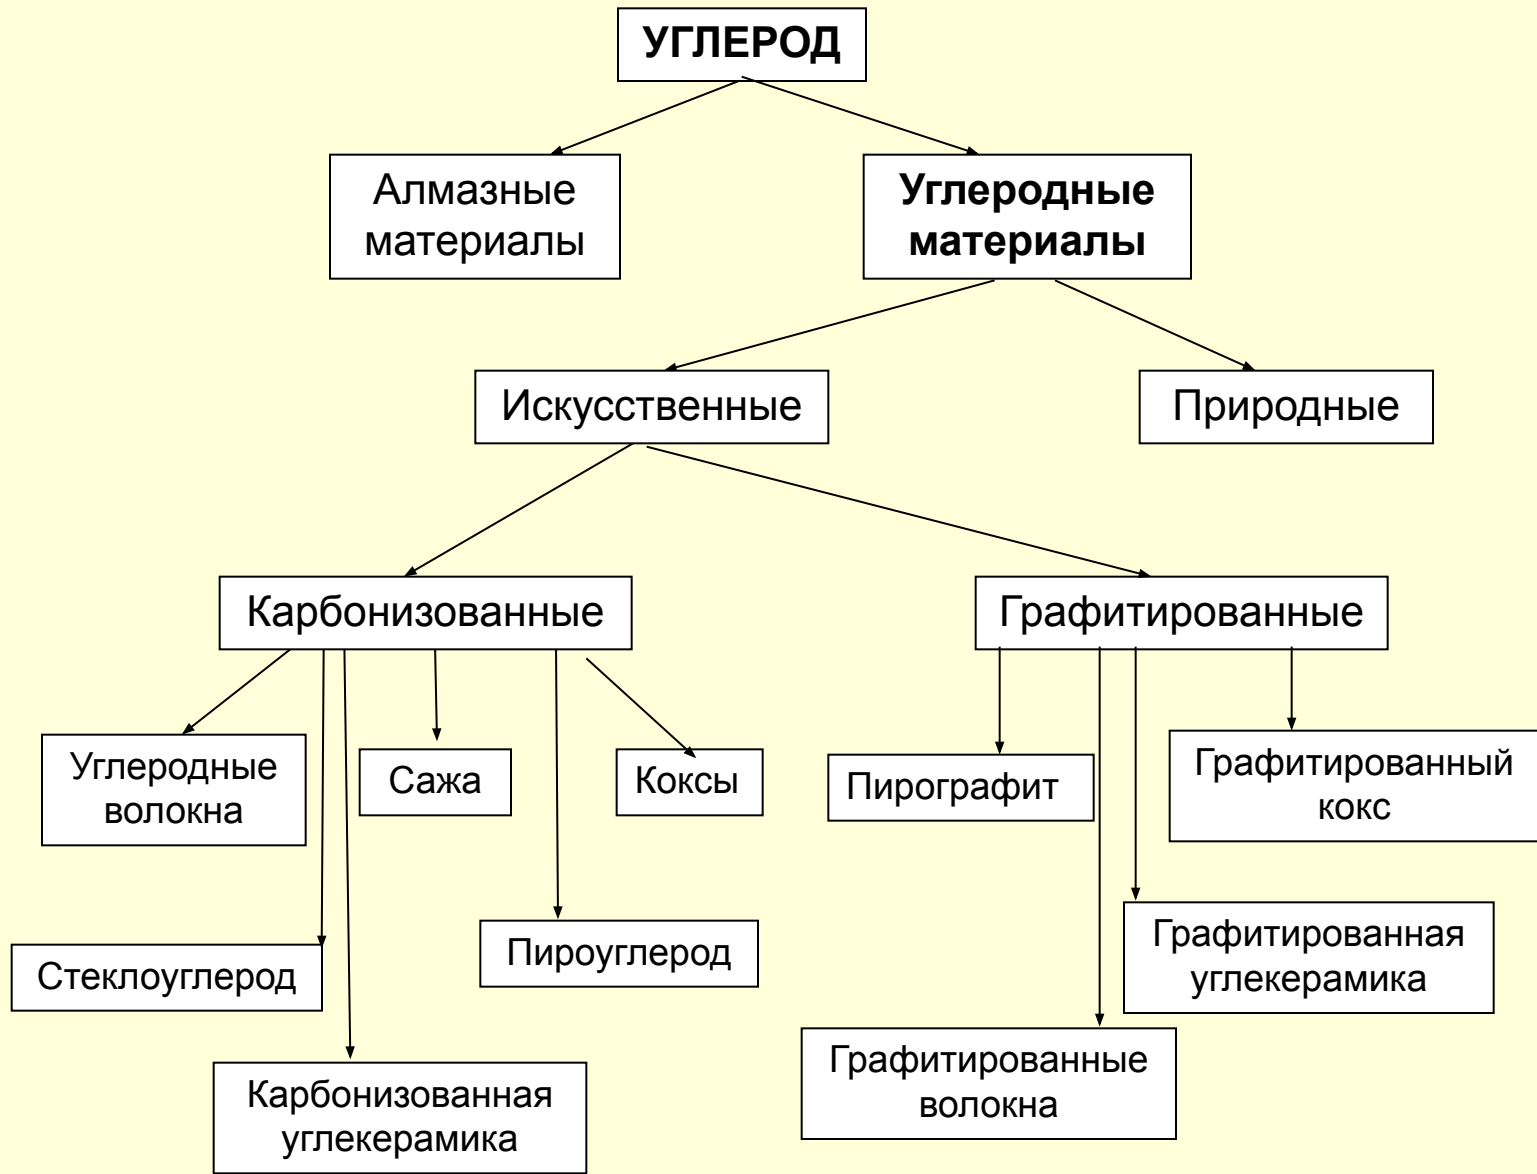 УГЛЕРОД
Алмазные
материалы
Углеродные
материалы
Искусственные
Природные
Карбонизованные
Графитированные
Углеродные
волокна
Сажа
Коксы
Пирографит
Графитированный
кокс
Стеклоуглерод
Пироуглерод
Графитированная
углекерамика
Карбонизованная
углекерамика
Графитированные
волокна